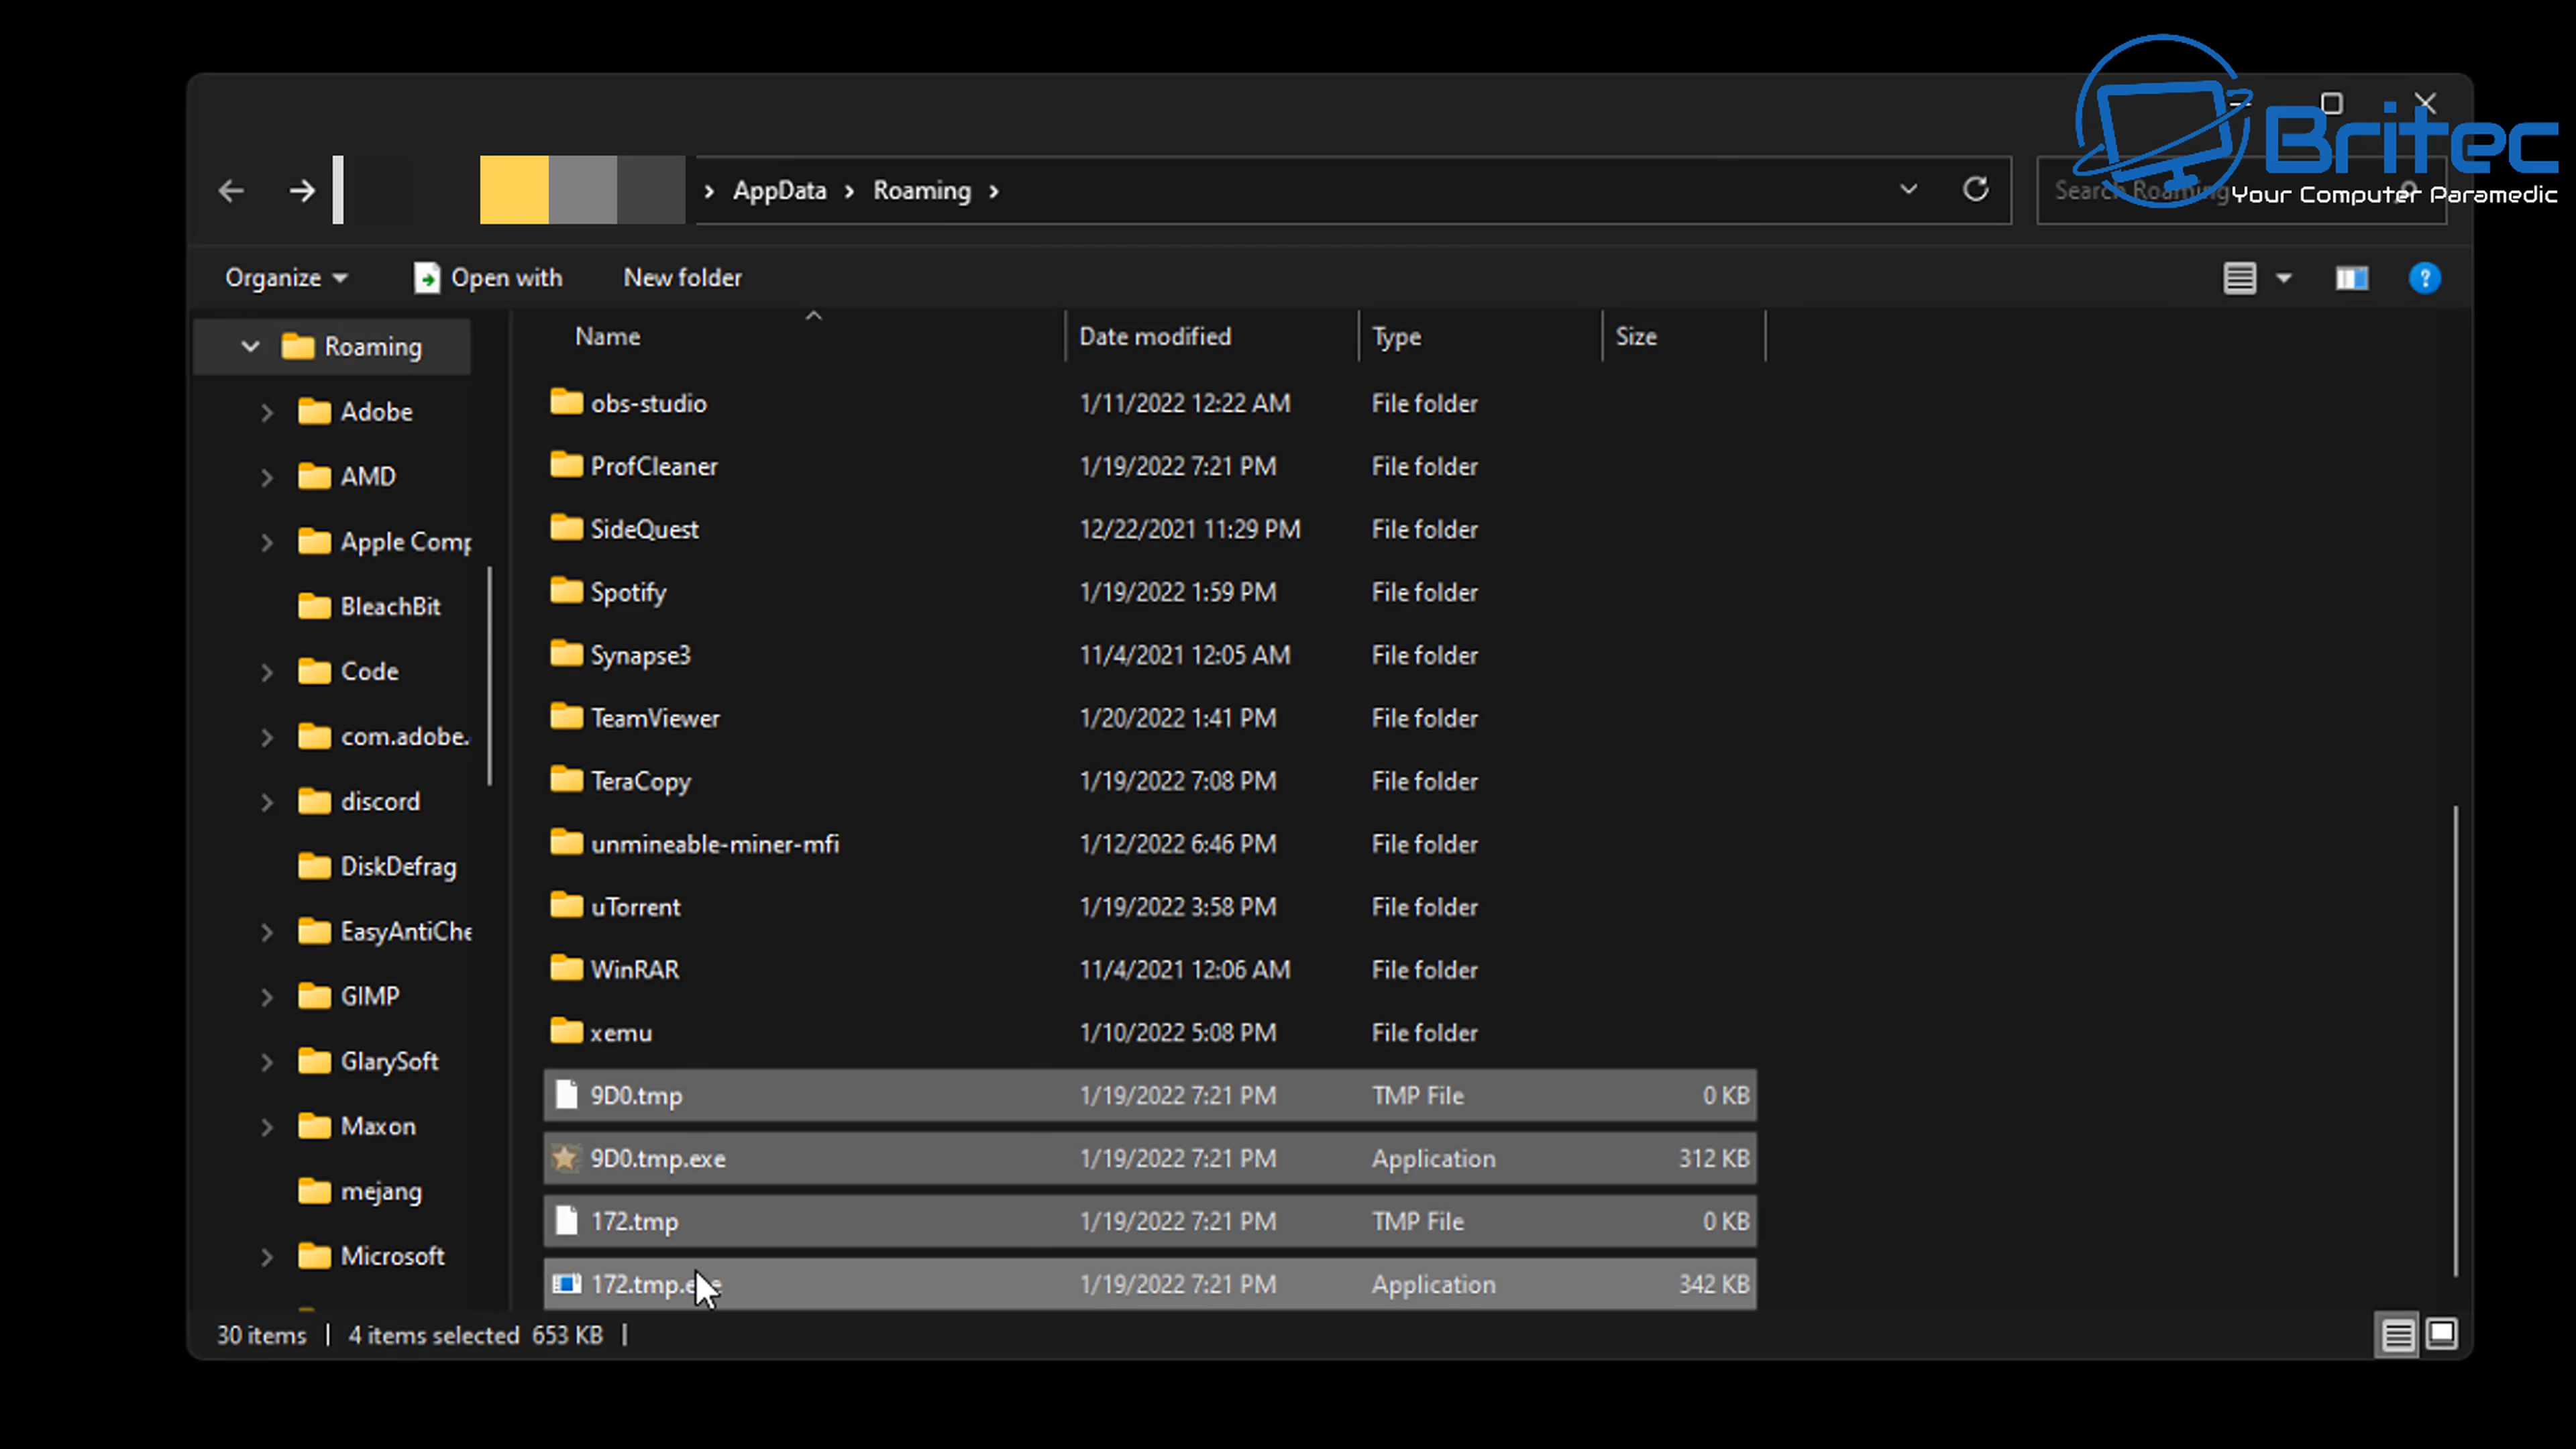 Britec
Your Computer Paramedic
AppData Roaming
Search Roaming
Organize Open with New folder
Name Date modified Type Size
Roaming
Adobe
AMD
Apple Comp
BleachBit
Code
com.adobe.
discord
DiskDefrag
EasyAntiChe
GIMP
GlarySoft
Maxon
mejang
Microsoft
obs-studio 1/11/2022 12:22 AM File folder
ProfCleaner 1/19/2022 7:21 PM File folder
SideQuest 12/22/2021 11:29 PM File folder
Spotify 1/19/2022 1:59 PM File folder
Synapse3 11/4/2021 12:05 AM File folder
TeamViewer 1/20/2022 1:41 PM File folder
TeraCopy 1/19/2022 7:08 PM File folder
unmineable-miner-mfi 1/12/2022 6:46 PM File folder
uTorrent 1/19/2022 3:58 PM File folder
WinRAR 11/4/2021 12:06 AM File folder
xemu 1/10/2022 5:08 PM File folder
9D0.tmp 1/19/2022 7:21 PM TMP File 0 KB
9D0.tmp.exe 1/19/2022 7:21 PM Application 312 KB
172.tmp 1/19/2022 7:21 PM TMP File 0 KB
172.tmp.exe 1/19/2022 7:21 PM Application 342 KB
30 items | 4 items selected 653 KB |